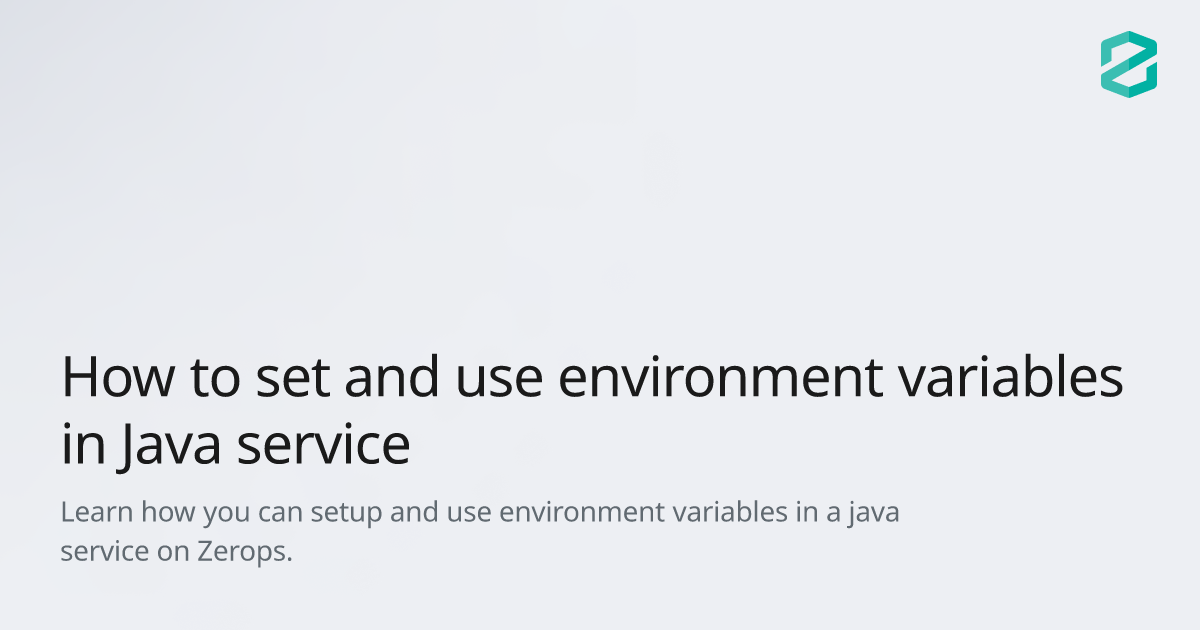 How to set and use environment variables
in Java service
Learn how you can setup and use environment variables in a java
service on Zerops.